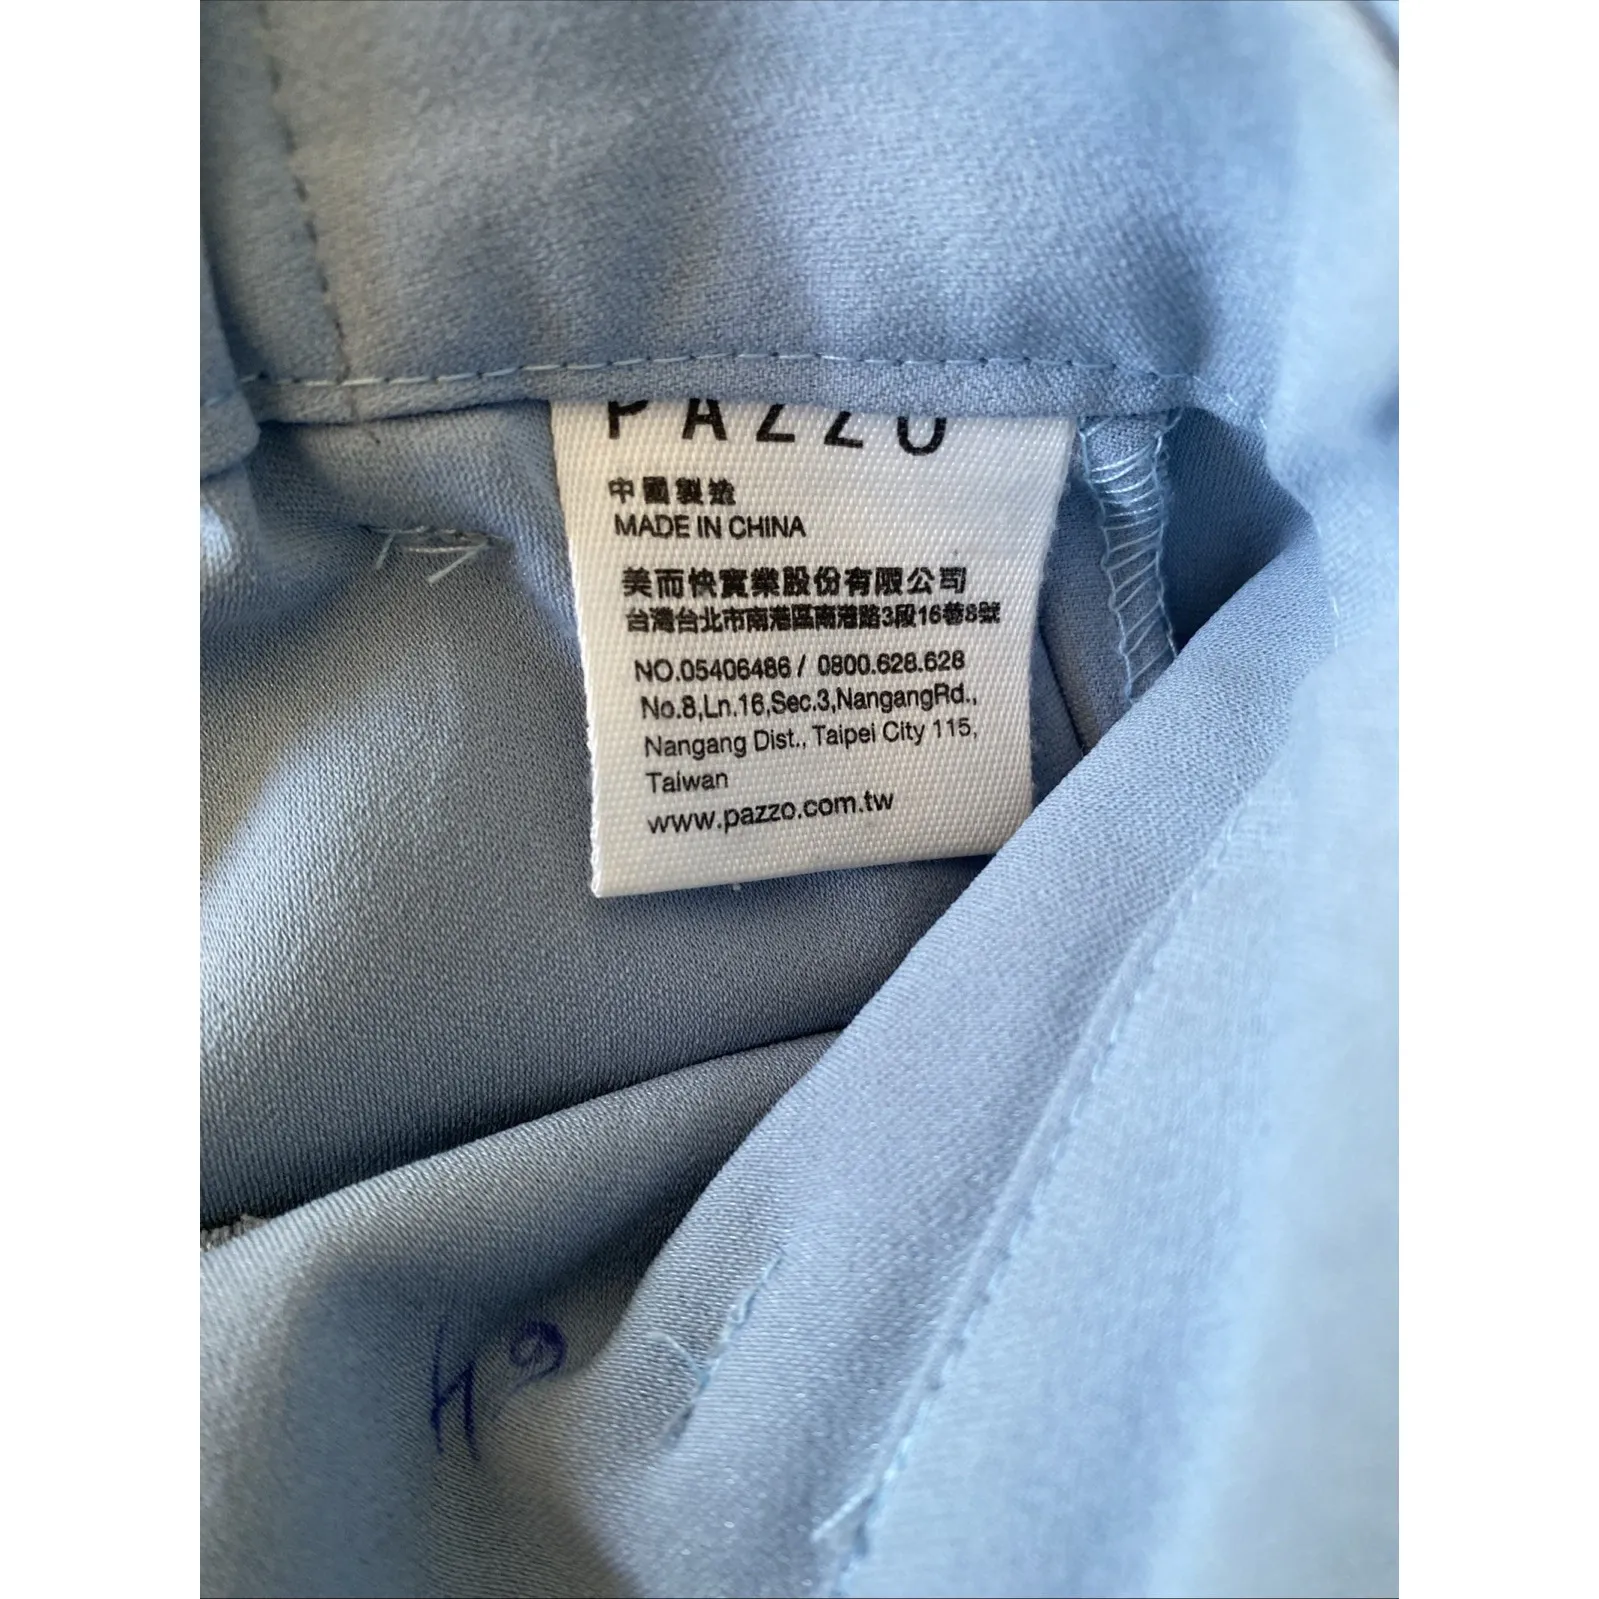 PAZZO
中國製造
MADE IN CHINA
美而快實業股份有限公司
台灣台北市南港區南港路3段16巷8號
NO.05406486 / 0800.628.628
No.8,Ln.16,Sec.3,NangangRd.,
Nangang Dist., Taipei City 115,
Taiwan
www.pazzo.com.tw